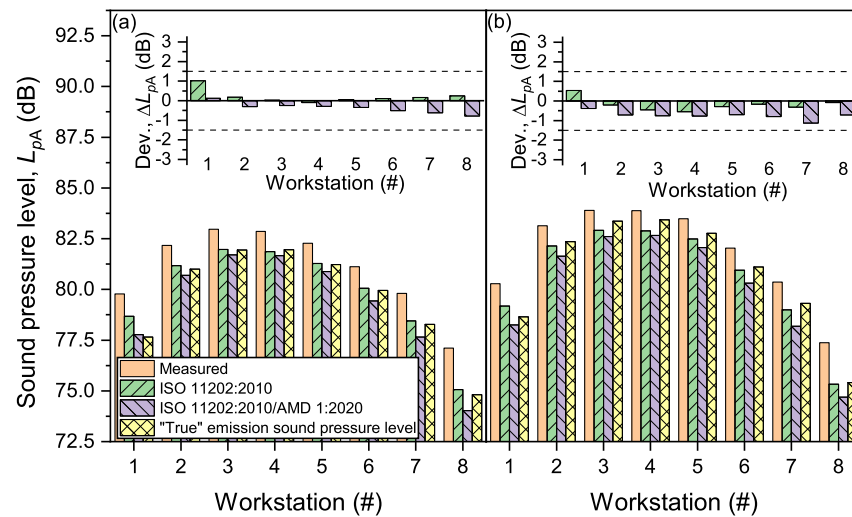 Sound pressure level, LpA (dB)
92.5
90.0
87.5
85.0
82.5
80.0
77.5
75.0
72.5
(a)
Dev., ΔLpA (dB)
3
2
1
0
-1
-2
-3
1 2 3 4 5 6 7 8
Workstation (#)
Measured
ISO 11202:2010
ISO 11202:2010/AMD 1:2020
"True" emission sound pressure level
1 2 3 4 5 6 7 8
Workstation (#)
(b)
Dev., ΔLpA (dB)
3
2
1
0
-1
-2
-3
1 2 3 4 5 6 7 8
Workstation (#)
1 2 3 4 5 6 7 8
Workstation (#)